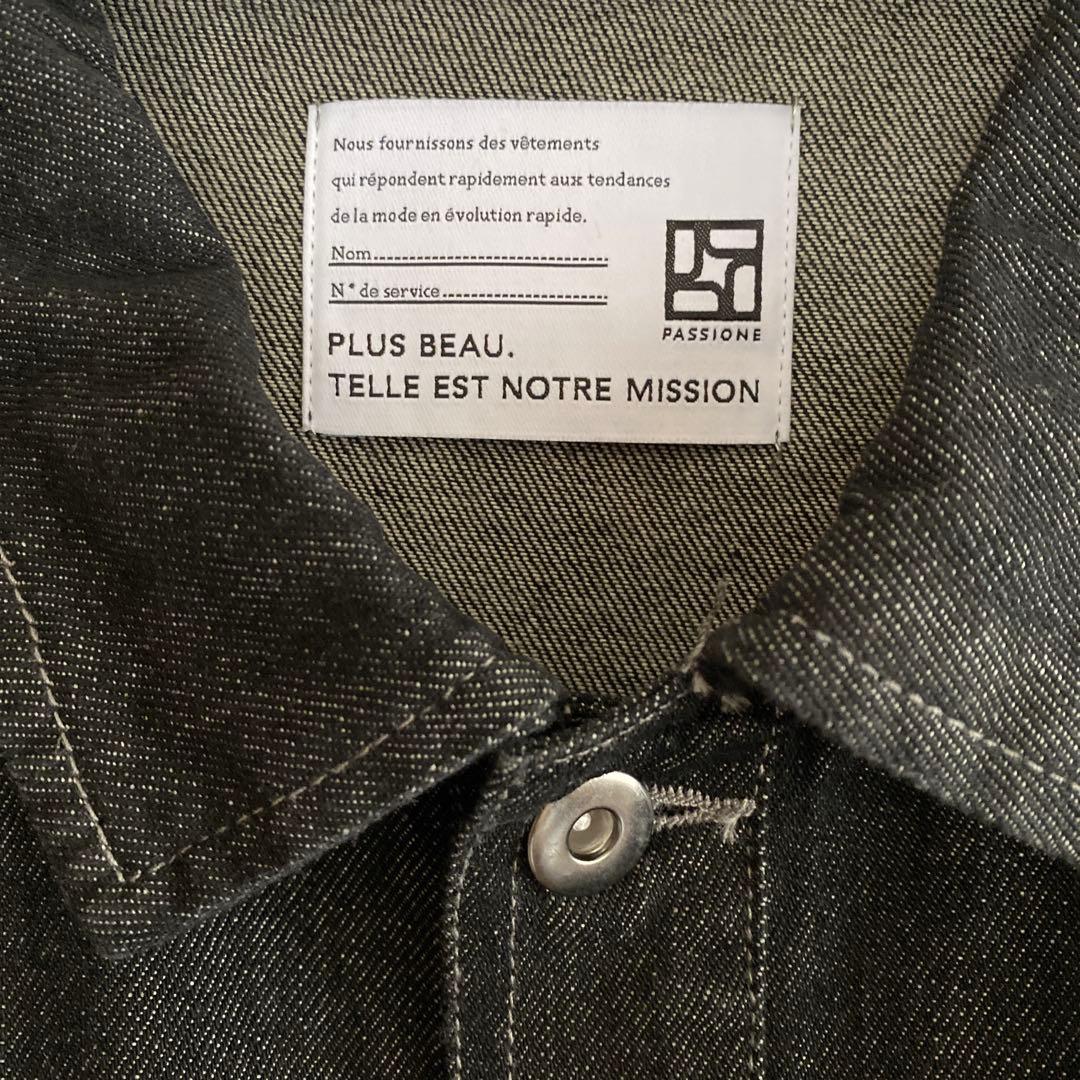 Nous fournissons des vêtements
qui répondent rapidement aux tendances
de la mode en évolution rapide.
Nom
N° de service
PASSIONE
PLUS BEAU.
TELLE EST NOTRE MISSION